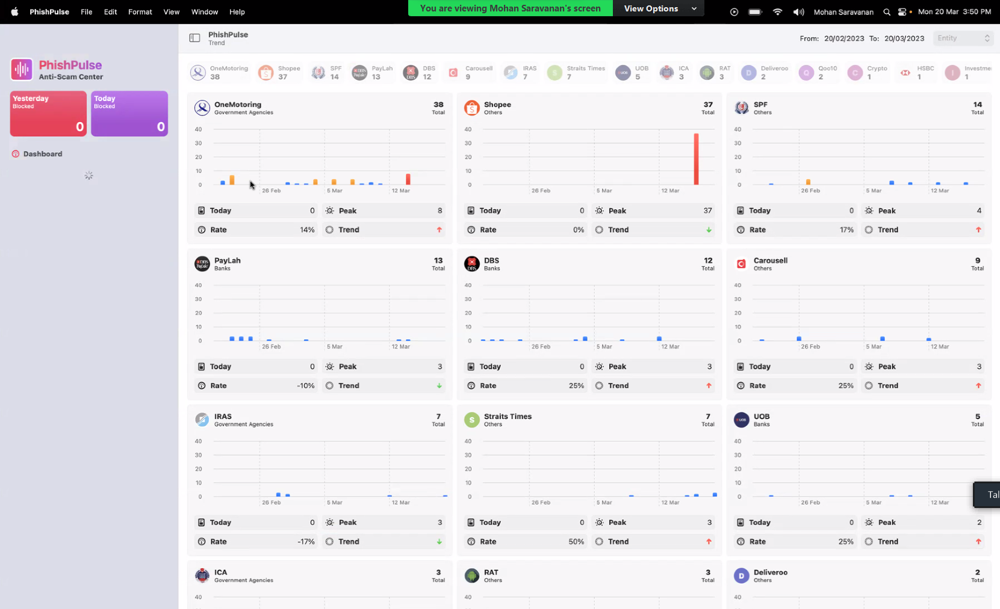 PhishPulse File Edit Format View Window Help
You are viewing Mohan Saravanan's screen View Options
Mohan Saravanan Mon 20 Mar 3:50 PM
PhishPulse
Trend
From: 20/02/2023 To: 20/03/2023 Entity
PhishPulse
Anti-Scam Center
Yesterday
Blocked
0
Today
Blocked
0
Dashboard
OneMotoring
38
Shopee
37
SPF
14
PayLah
13
DBS
12
Carousell
9
IRAS
7
Straits Times
7
UOB
5
ICA
3
RAT
3
Deliveroo
2
Qoo10
2
Crypto
1
HSBC
1
Investme
1
OneMotoring 38
Government Agencies Total
40
30
20
10
0
26 Feb 5 Mar 12 Mar
Today 0 Peak 8
Rate 14% Trend
Shopee 37
Others Total
40
30
20
10
0
26 Feb 5 Mar 12 Mar
Today 0 Peak 37
Rate 0% Trend
SPF 14
Others Total
40
30
20
10
0
26 Feb 5 Mar 12 Mar
Today 0 Peak 4
Rate 17% Trend
PayLah 13
Banks Total
40
30
20
10
0
26 Feb 5 Mar 12 Mar
Today 0 Peak 3
Rate -10% Trend
DBS 12
Banks Total
40
30
20
10
0
26 Feb 5 Mar 12 Mar
Today 0 Peak 3
Rate 25% Trend
Carousell 9
Others Total
40
30
20
10
0
26 Feb 5 Mar 12 Mar
Today 0 Peak 3
Rate 25% Trend
IRAS 7
Government Agencies Total
40
30
20
10
0
26 Feb 5 Mar 12 Mar
Today 0 Peak 3
Rate -17% Trend
Straits Times 7
Others Total
40
30
20
10
0
26 Feb 5 Mar 12 Mar
Today 0 Peak 3
Rate 50% Trend
UOB 5
Banks Total
40
30
20
10
0
26 Feb 5 Mar 12 Mar
Today 0 Peak 2
Rate 25% Trend
Tal
ICA 3
Government Agencies Total
40
RAT 3
Others Total
40
Deliveroo 2
Others Total
40